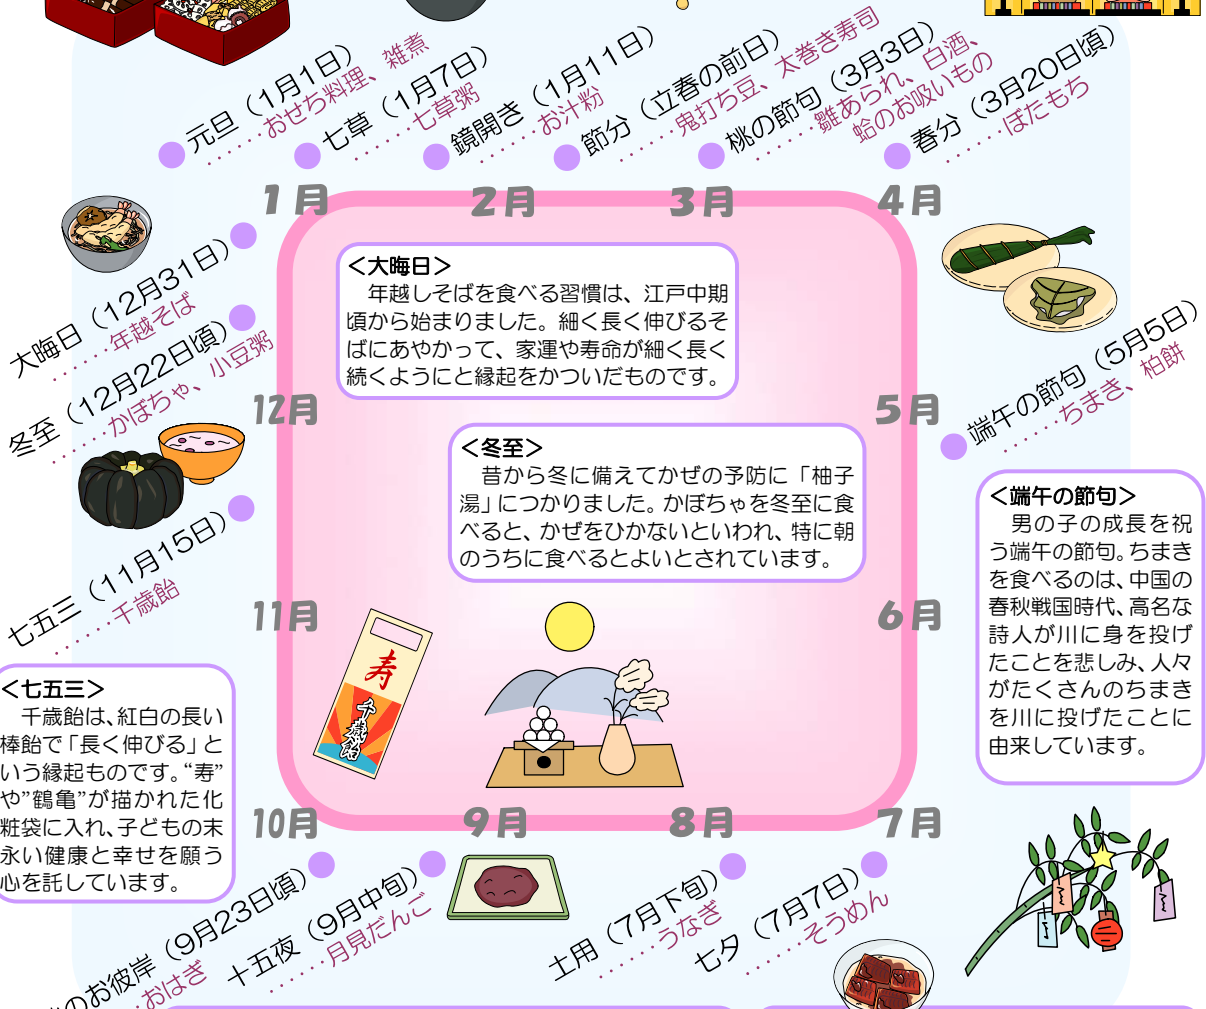 元旦（1月1日）
・・・・・・おせち料理、雑煮
七草（1月7日）
・・・・・・七草粥
鏡開き（1月11日）
・・・・・・お汁粉
節分（立春の前日）
・・・・・・鬼打ち豆、太巻き寿司
桃の節句（3月3日）
・・・・・・雛あられ、白酒、
蛤のお吸いもの
春分（3月20日頃）
・・・・・・ぼたもち
1月
2月
3月
4月
大晦日（12月31日）
・・・・・・年越そば
冬至（12月22日頃）
・・・・・・かぼちゃ、小豆粥
＜大晦日＞
年越しそばを食べる習慣は、江戸中期
頃から始まりました。細く長く伸びるそ
ばにあやかって、家運や寿命が細く長く
続くようにと縁起をかついだものです。
12月
5月
端午の節句（5月5日）
・・・・・・ちまき、柏餅
＜冬至＞
昔から冬に備えてかぜの予防に「柚子
湯」につかりました。かぼちゃを冬至に食
べると、かぜをひかないといわれ、特に朝
のうちに食べるとよいとされています。
＜端午の節句＞
男の子の成長を祝
う端午の節句。ちまき
を食べるのは、中国の
春秋戦国時代、高名な
詩人が川に身を投げ
たことを悲しみ、人々
がたくさんのちまき
を川に投げたことに
由来しています。
七五三（11月15日）
・・・・・・千歳飴
11月
6月
寿
千歳飴
＜七五三＞
千歳飴は、紅白の長い
棒飴で「長く伸びる」と
いう縁起ものです。“寿”
や”鶴亀”が描かれた化
粧袋に入れ、子どもの末
永い健康と幸せを願う
心を託しています。
10月
9月
8月
7月
のお彼岸（9月23日頃）
・おはぎ
十五夜（9月中旬）
・・・・・・月見だんご
土用（7月下旬）
・・・・・・うなぎ
七夕（7月7日）
・・・・・・そうめん